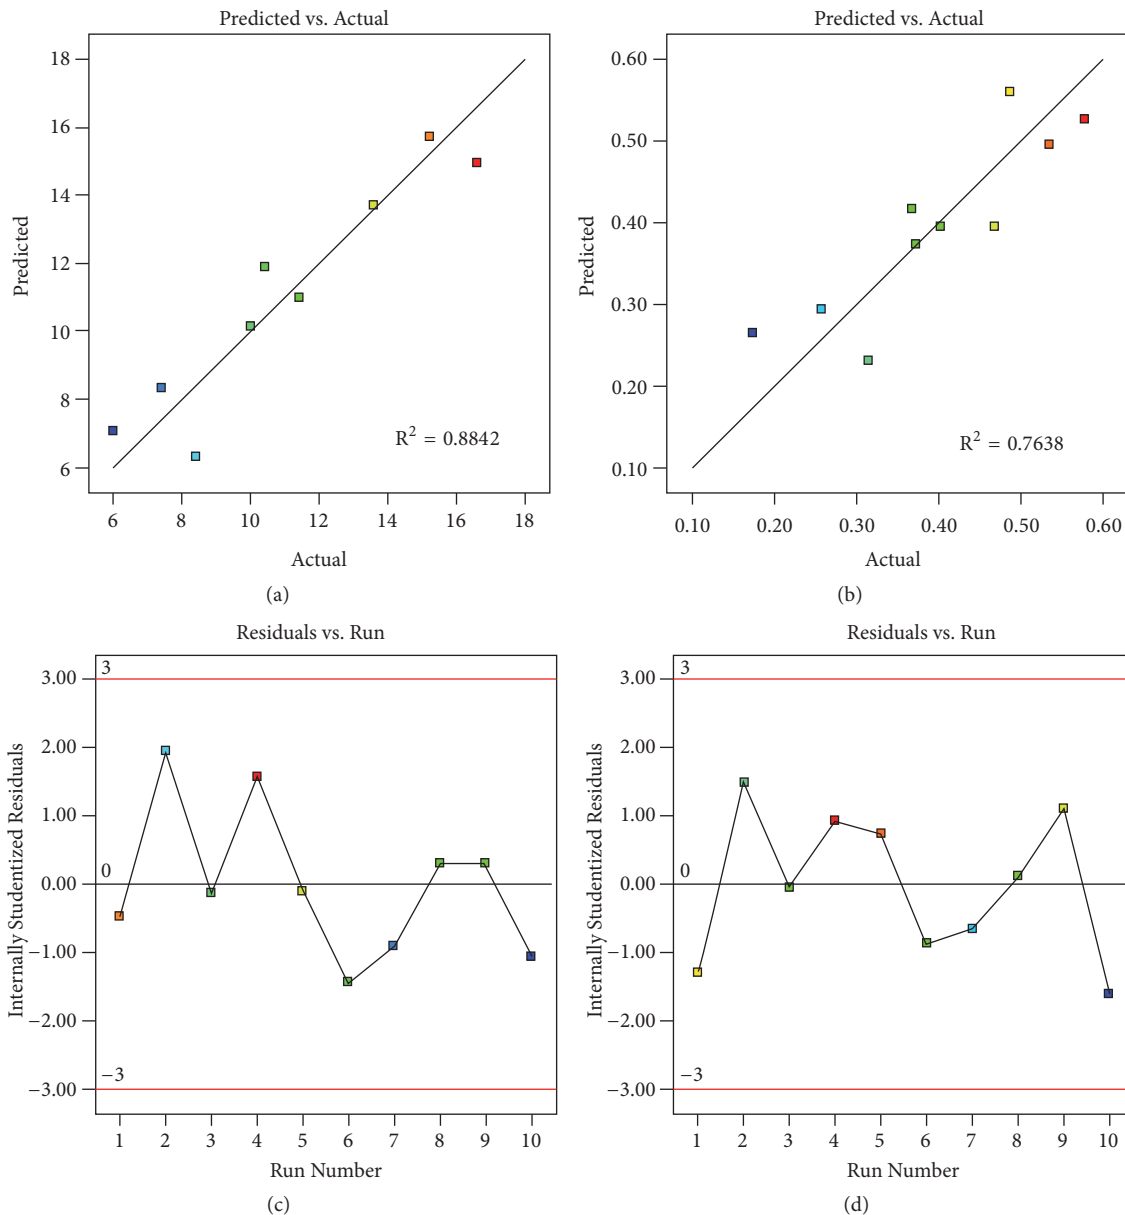 Predicted vs. Actual
18
16
14
12
10
8
6
Predicted
R² = 0.8842
6 8 10 12 14 16 18
Actual
(a)
Predicted vs. Actual
0.60
0.50
0.40
0.30
0.20
0.10
Predicted
R² = 0.7638
0.10 0.20 0.30 0.40 0.50 0.60
Actual
(b)
Residuals vs. Run
3
3.00
2.00
1.00
0
0.00
−1.00
−2.00
−3
−3.00
Internally Studentized Residuals
1 2 3 4 5 6 7 8 9 10
Run Number
(c)
Residuals vs. Run
3
3.00
2.00
1.00
0
0.00
−1.00
−2.00
−3
−3.00
Internally Studentized Residuals
1 2 3 4 5 6 7 8 9 10
Run Number
(d)